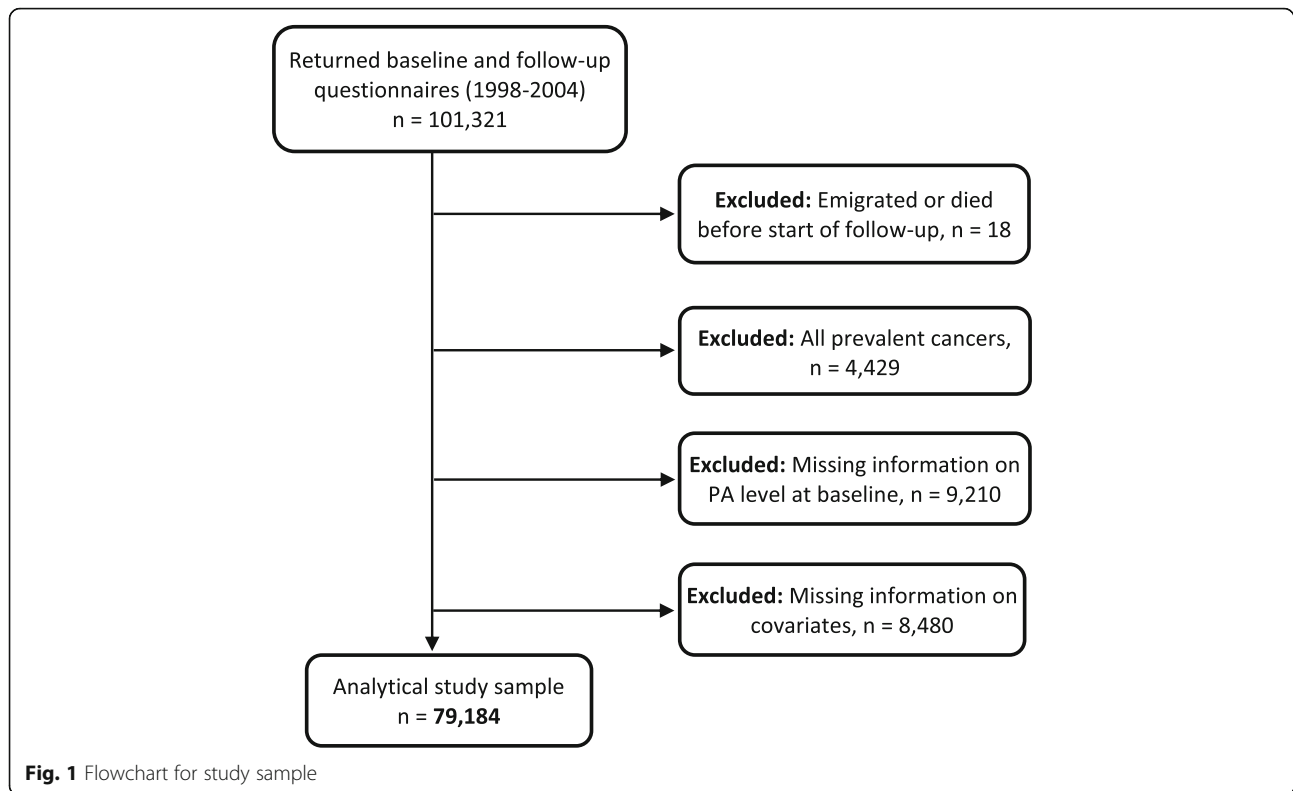 Returned baseline and follow-up
questionnaires (1998-2004)
n = 101,321
Excluded: Emigrated or died
before start of follow-up, n = 18
Excluded: All prevalent cancers,
n = 4,429
Excluded: Missing information on
PA level at baseline, n = 9,210
Excluded: Missing information on
covariates, n = 8,480
Analytical study sample
n = 79,184
Fig. 1 Flowchart for study sample